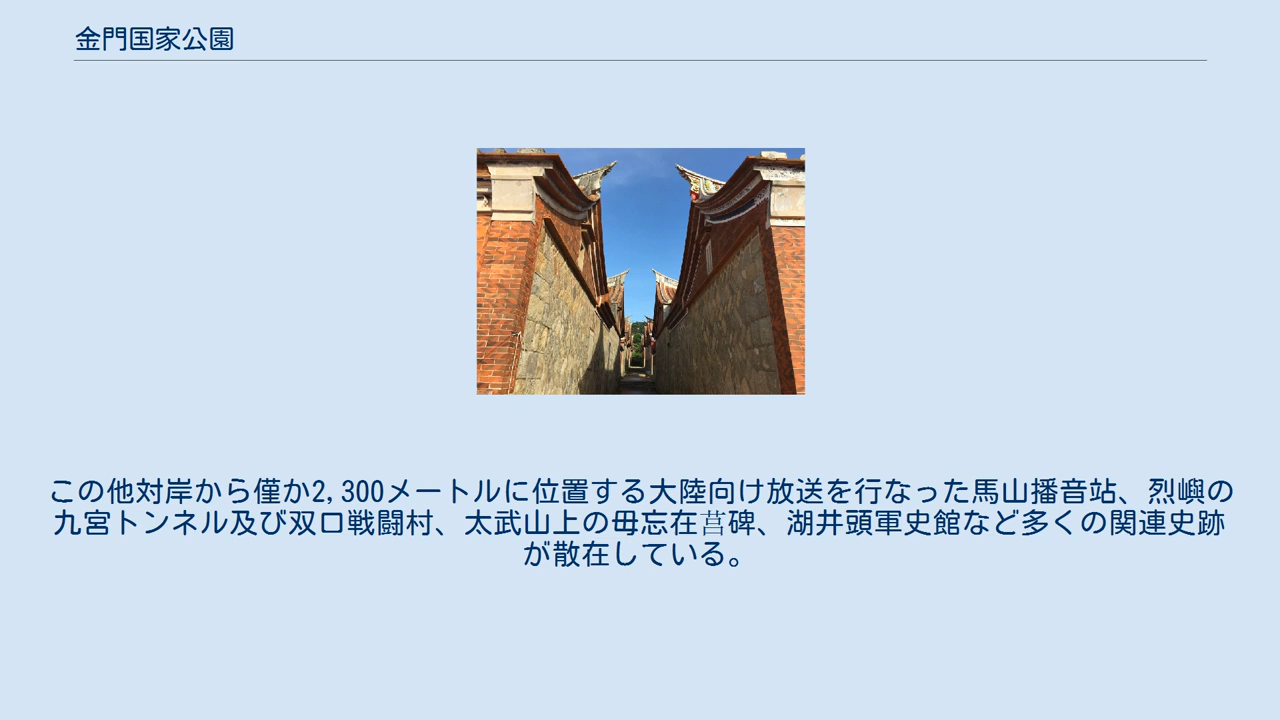 金門国家公園
この他対岸から僅か2,300メートルに位置する大陸向け放送を行なった馬山播音站、烈嶼の
九宮トンネル及び双口戦闘村、太武山上の毋忘在莒碑、湖井頭軍史館など多くの関連史跡
が散在している。